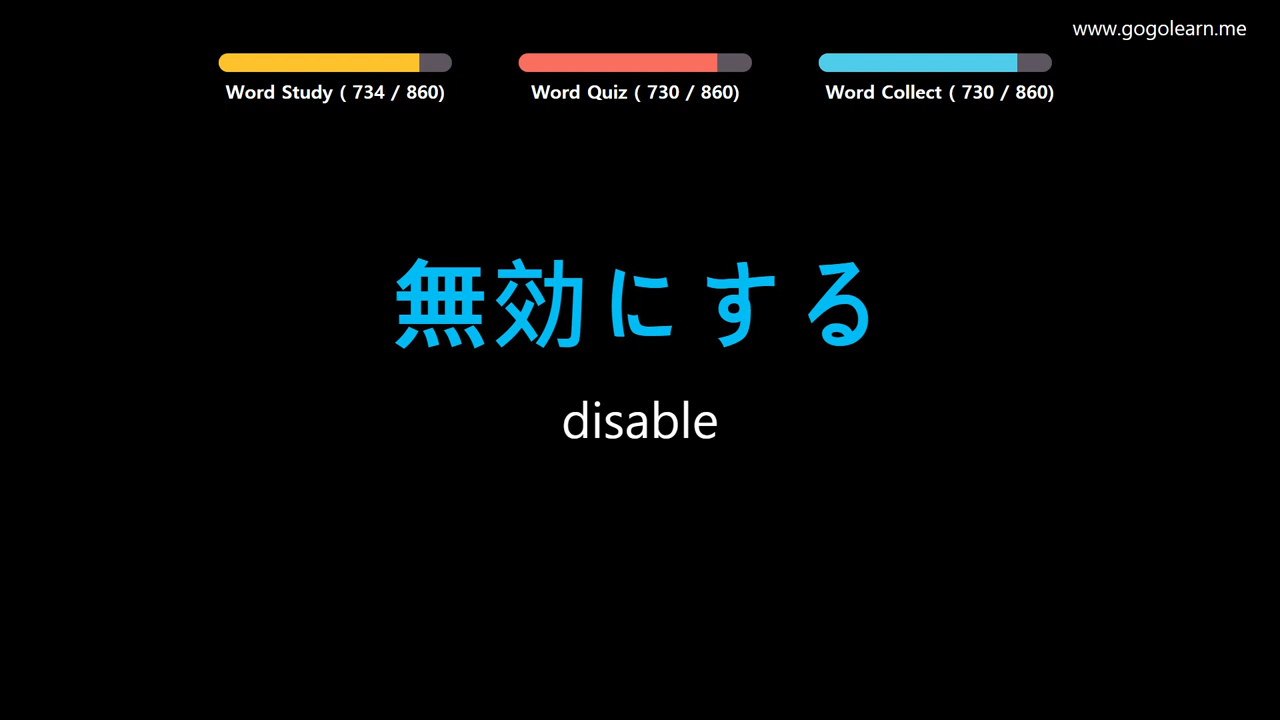 www.gogolearn.me
Word Study ( 734 / 860)
Word Quiz ( 730 / 860)
Word Collect ( 730 / 860)
無効にする
disable